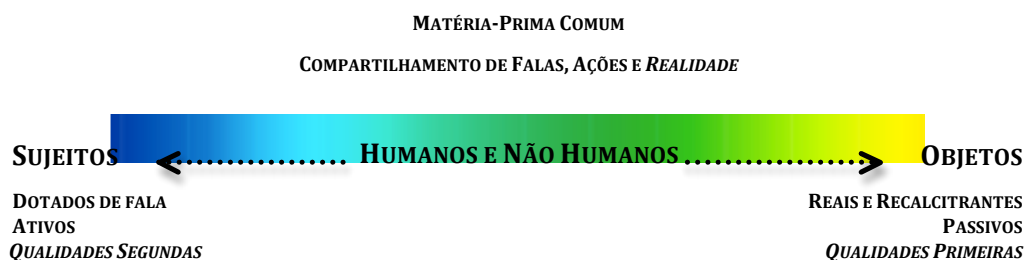 MATÉRIA-PRIMA COMUM
COMPARTILHAMENTO DE FALAS, AÇÕES E REALIDADE
SUJEITOS HUMANOS E NÃO HUMANOS OBJETOS
DOTADOS DE FALA
ATIVOS
QUALIDADES SEGUNDAS
REAIS E RECALCITRANTES
PASSIVOS
QUALIDADES PRIMEIRAS